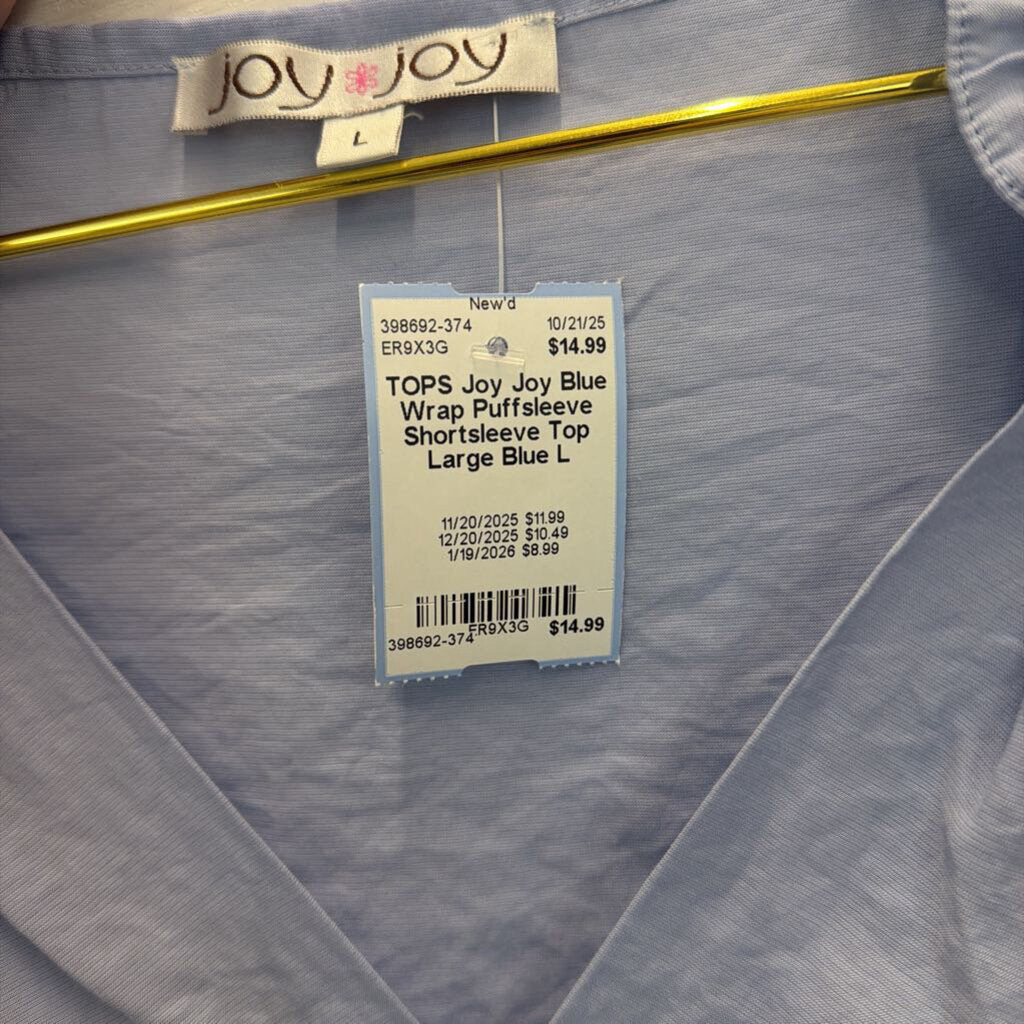 joy joy
L
New'd
398692-374 10/21/25
ER9X3G $14.99
TOPS Joy Joy Blue
Wrap Puffsleeve
Shortsleeve Top
Large Blue L
11/20/2025 $11.99
12/20/2025 $10.49
1/19/2026 $8.99
398692-374 ER9X3G $14.99